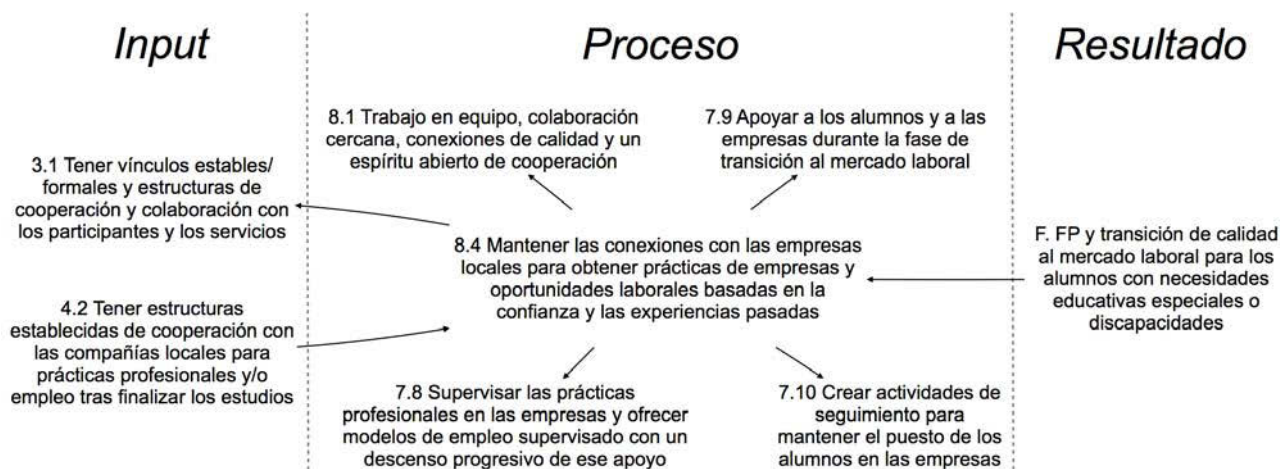 Input
Proceso
Resultado
8.1 Trabajo en equipo, colaboración
cercana, conexiones de calidad y un
espíritu abierto de cooperación
7.9 Apoyar a los alumnos y a las
empresas durante la fase de
transición al mercado laboral
3.1 Tener vínculos estables/
formales y estructuras de
cooperación y colaboración con
los participantes y los servicios
8.4 Mantener las conexiones con las empresas
locales para obtener prácticas de empresas y
oportunidades laborales basadas en la
confianza y las experiencias pasadas
F. FP y transición de calidad
al mercado laboral para los
alumnos con necesidades
educativas especiales o
discapacidades
4.2 Tener estructuras
establecidas de cooperación con
las compañías locales para
prácticas profesionales y/o
empleo tras finalizar los estudios
7.8 Supervisar las prácticas
profesionales en las empresas y ofrecer
modelos de empleo supervisado con un
descenso progresivo de ese apoyo
7.10 Crear actividades de
seguimiento para
mantener el puesto de los
alumnos en las empresas